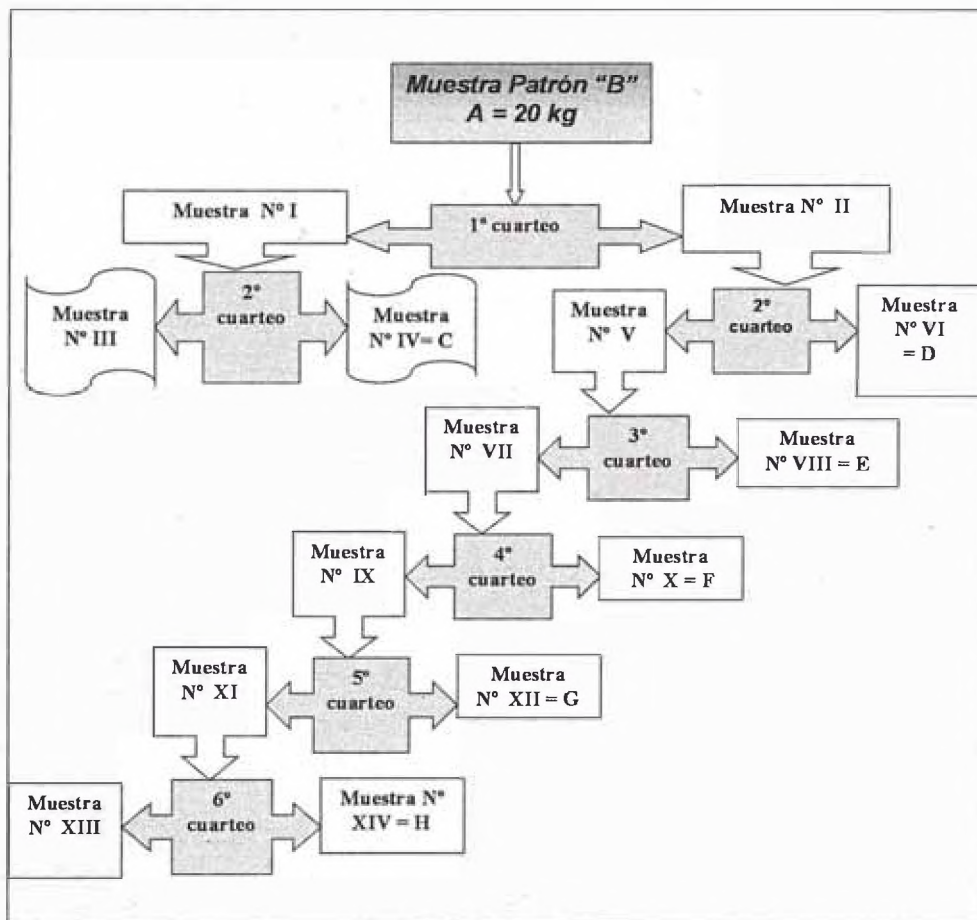 Muestra Patrón "B"
A = 20 kg
Muestra N° I
1° cuarteo
Muestra N° II
Muestra
N° III
2°
cuarteo
Muestra
N° IV= C
Muestra
N° V
2°
cuarteo
Muestra
N° VI
= D
Muestra
N° VII
3°
cuarteo
Muestra
N° VIII = E
Muestra
N° IX
4°
cuarteo
Muestra
N° X = F
Muestra
N° XI
5°
cuarteo
Muestra
N° XII = G
Muestra
N° XIII
6°
cuarteo
Muestra N°
XIV = H